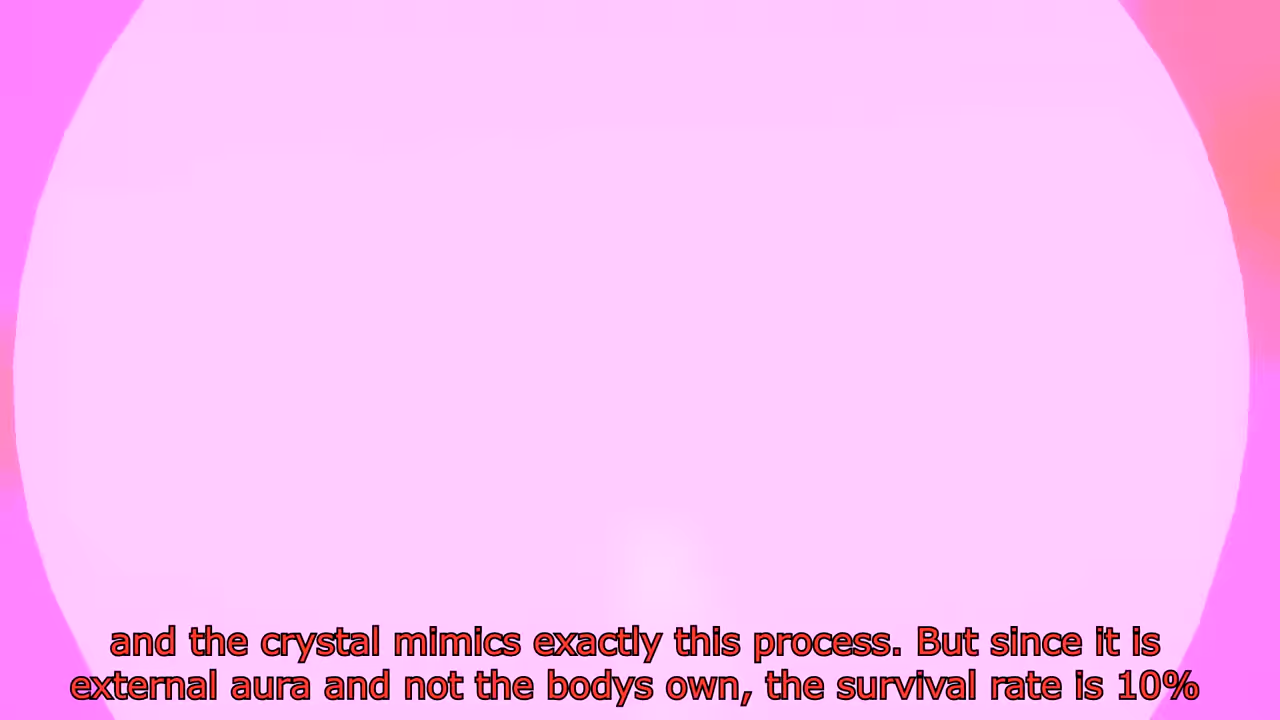 and the crystal mimics exactly this process. But since it is
external aura and not the bodys own, the survival rate is 10%